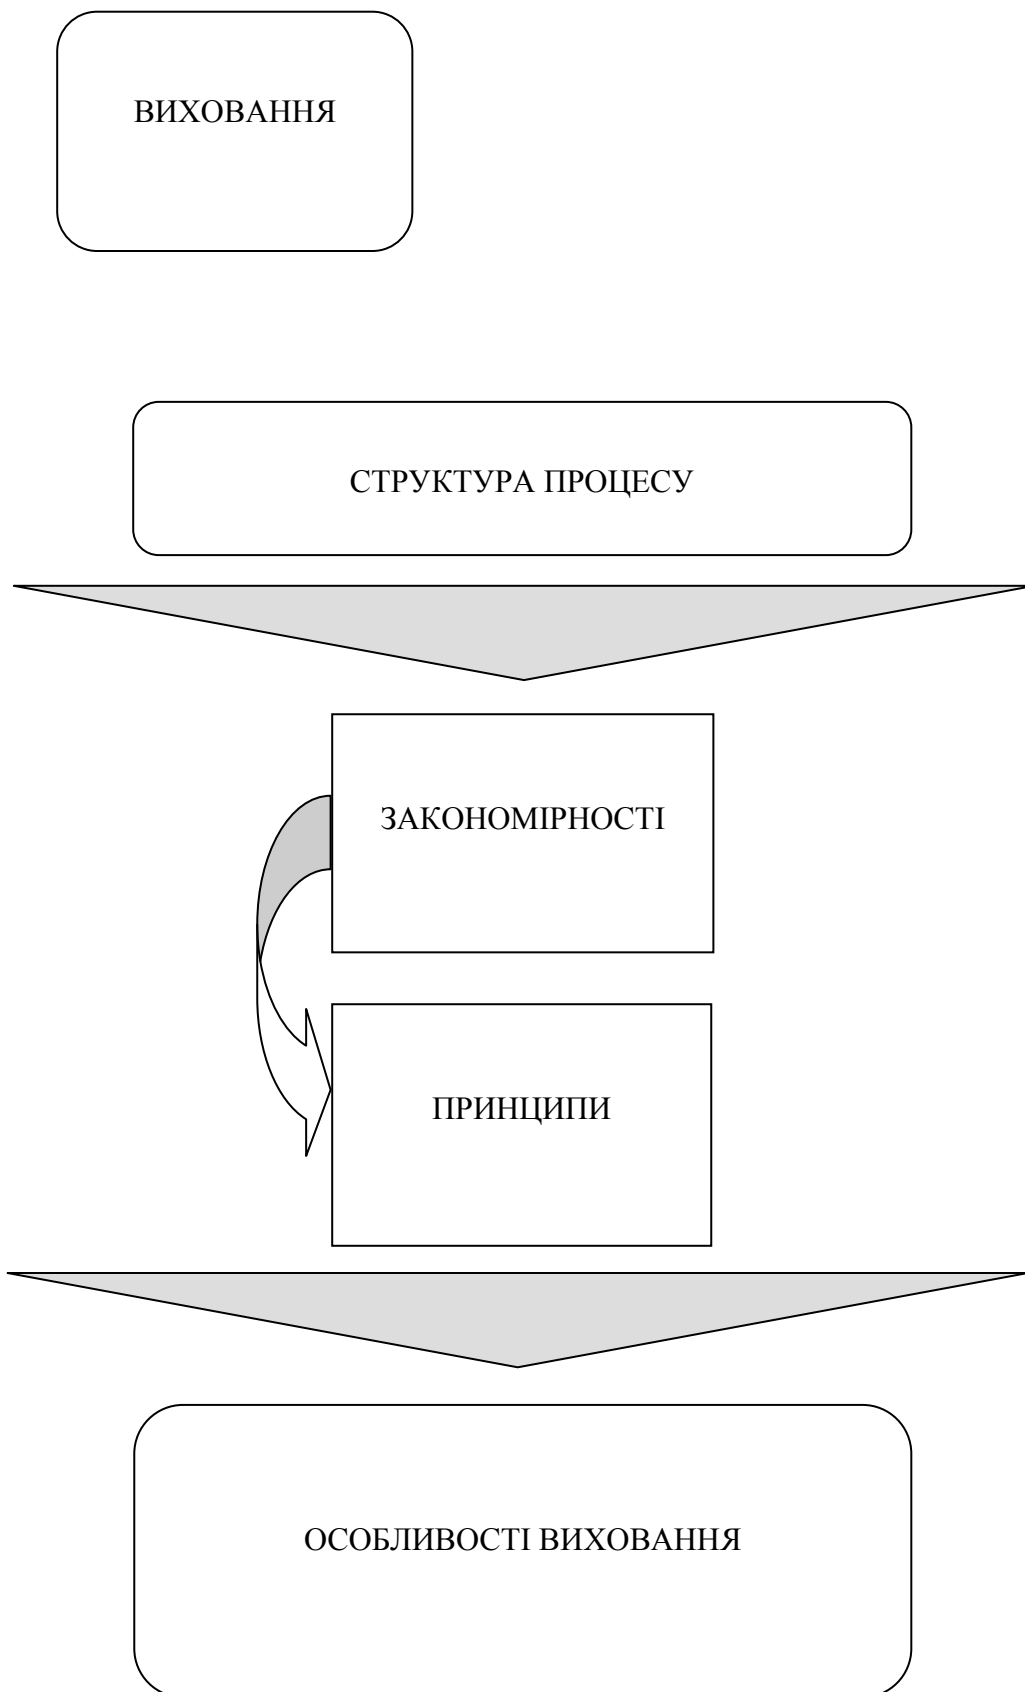 ВИХОВАННЯ
СТРУКТУРА ПРОЦЕСУ
ЗАКОНОМІРНОСТІ
ПРИНЦИПИ
ОСОБЛИВОСТІ ВИХОВАННЯ